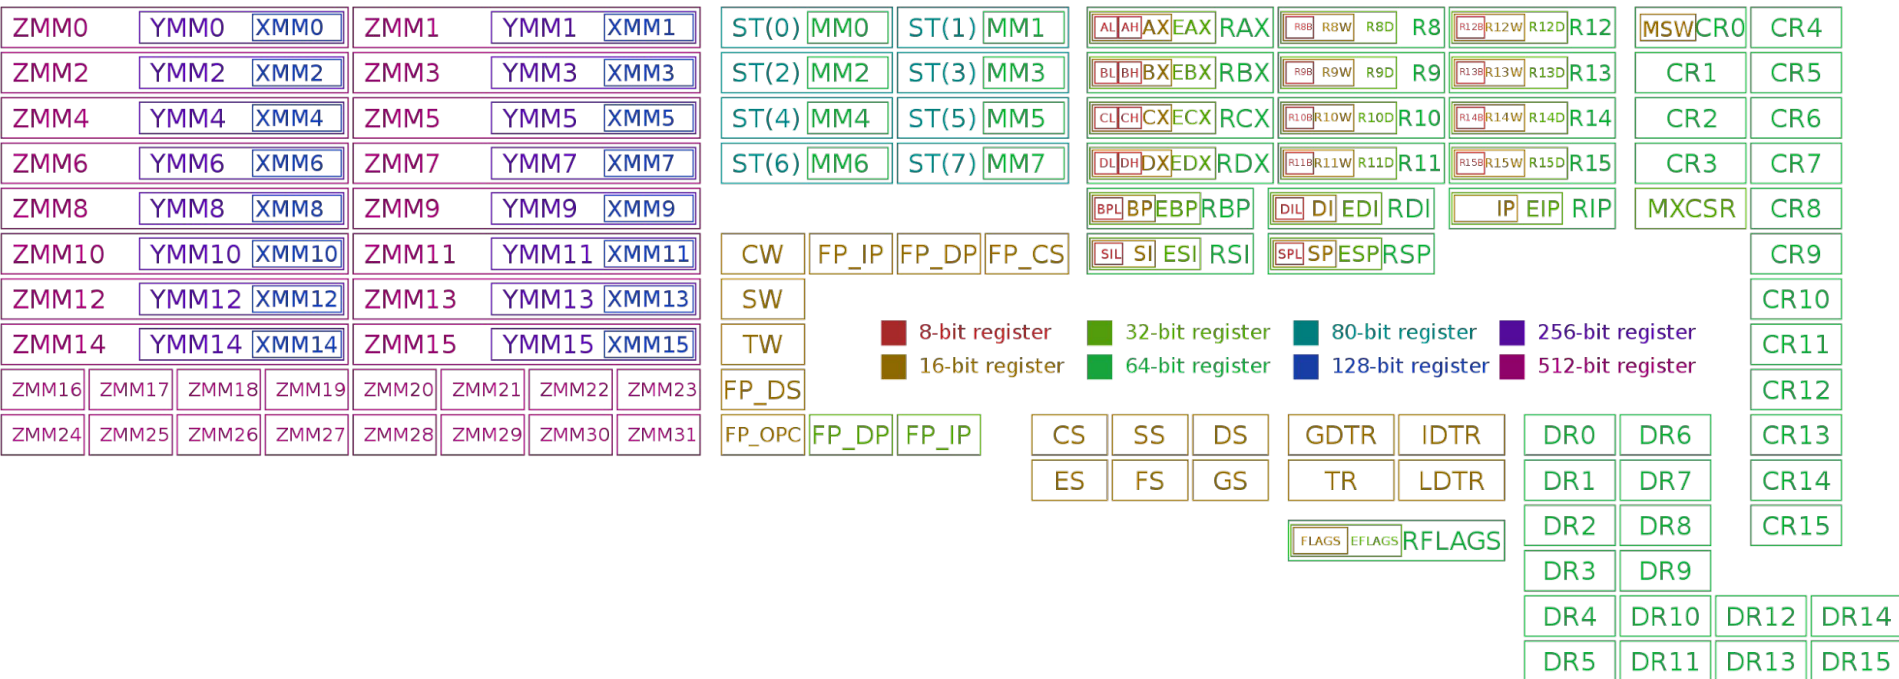 ZMM0 YMM0 XMM0 ZMM1 YMM1 XMM1 ST(0) MM0 ST(1) MM1 AL AH AX EAX RAX R8B R8W R8D R8 R12B R12W R12D R12 MSW CR0 CR4
ZMM2 YMM2 XMM2 ZMM3 YMM3 XMM3 ST(2) MM2 ST(3) MM3 BL BH BX EBX RBX R9B R9W R9D R9 R13B R13W R13D R13 CR1 CR5
ZMM4 YMM4 XMM4 ZMM5 YMM5 XMM5 ST(4) MM4 ST(5) MM5 CL CH CX ECX RCX R10B R10W R10D R10 R14B R14W R14D R14 CR2 CR6
ZMM6 YMM6 XMM6 ZMM7 YMM7 XMM7 ST(6) MM6 ST(7) MM7 DL DH DX EDX RDX R11B R11W R11D R11 R15B R15W R15D R15 CR3 CR7
ZMM8 YMM8 XMM8 ZMM9 YMM9 XMM9 BPL BP EBP RBP DIL DI EDI RDI IP EIP RIP MXCSR CR8
ZMM10 YMM10 XMM10 ZMM11 YMM11 XMM11 CW FP_IP FP_DP FP_CS SIL SI ESI RSI SPL SP ESP RSP CR9
ZMM12 YMM12 XMM12 ZMM13 YMM13 XMM13 SW CR10
ZMM14 YMM14 XMM14 ZMM15 YMM15 XMM15 TW 8-bit register 32-bit register 80-bit register 256-bit register CR11
16-bit register 64-bit register 128-bit register 512-bit register
ZMM16 ZMM17 ZMM18 ZMM19 ZMM20 ZMM21 ZMM22 ZMM23 FP_DS CR12
ZMM24 ZMM25 ZMM26 ZMM27 ZMM28 ZMM29 ZMM30 ZMM31 FP_OPC FP_DP FP_IP CS SS DS GDTR IDTR DR0 DR6 CR13
ES FS GS TR LDTR DR1 DR7 CR14
DR2 DR8 CR15
FLAGS EFLAGS RFLAGS
DR3 DR9
DR4 DR10 DR12 DR14
DR5 DR11 DR13 DR15